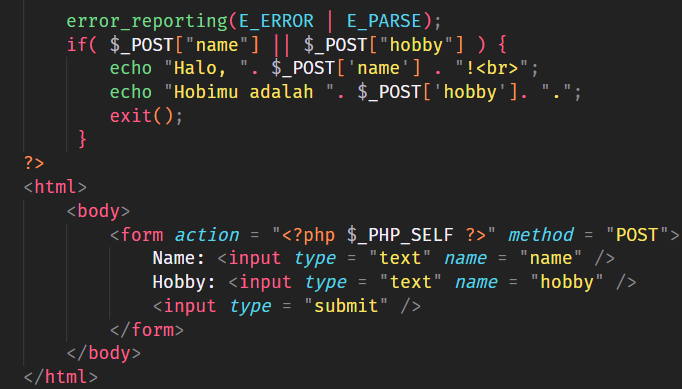 error_reporting(E_ERROR | E_PARSE);
if( $_POST["name"] || $_POST["hobby"] ) {
echo "Halo, ". $_POST['name'] . "!<br>";
echo "Hobimu adalah ". $_POST['hobby']. ".";
exit();
}
?>
<html>
<body>
<form action = "<?php $_PHP_SELF ?>" method = "POST">
Name: <input type = "text" name = "name" />
Hobby: <input type = "text" name = "hobby" />
<input type = "submit" />
</form>
</body>
</html>